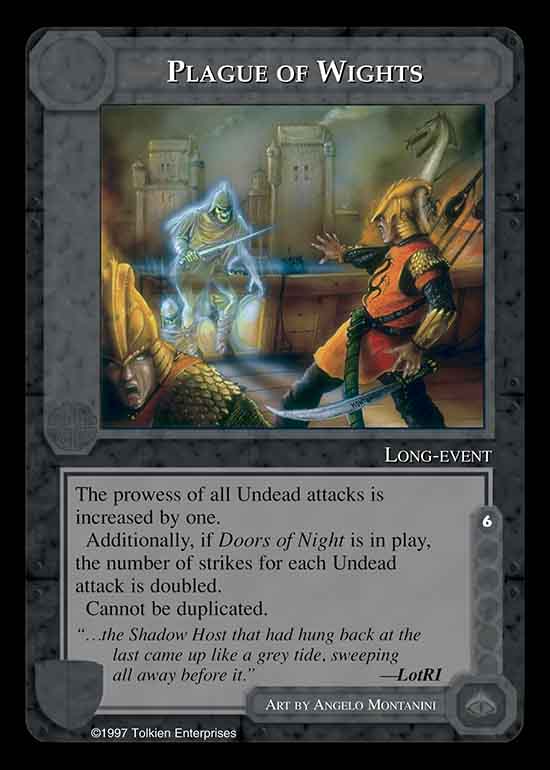 PLAGUE OF WIGHTS
LONG-EVENT
The prowess of all Undead attacks is
increased by one.
Additionally, if Doors of Night is in play,
the number of strikes for each Undead
attack is doubled.
Cannot be duplicated.
6
“…the Shadow Host that had hung back at the
last came up like a grey tide, sweeping
all away before it.” —LotRI
ART BY ANGELO MONTANINI
©1997 Tolkien Enterprises